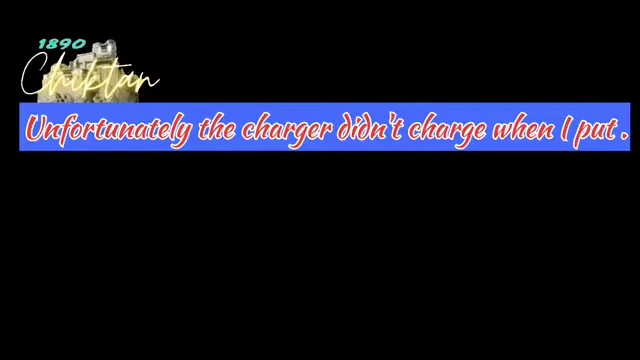 1890
Chiktan
Unfortunately the charger didn't charge when I put .